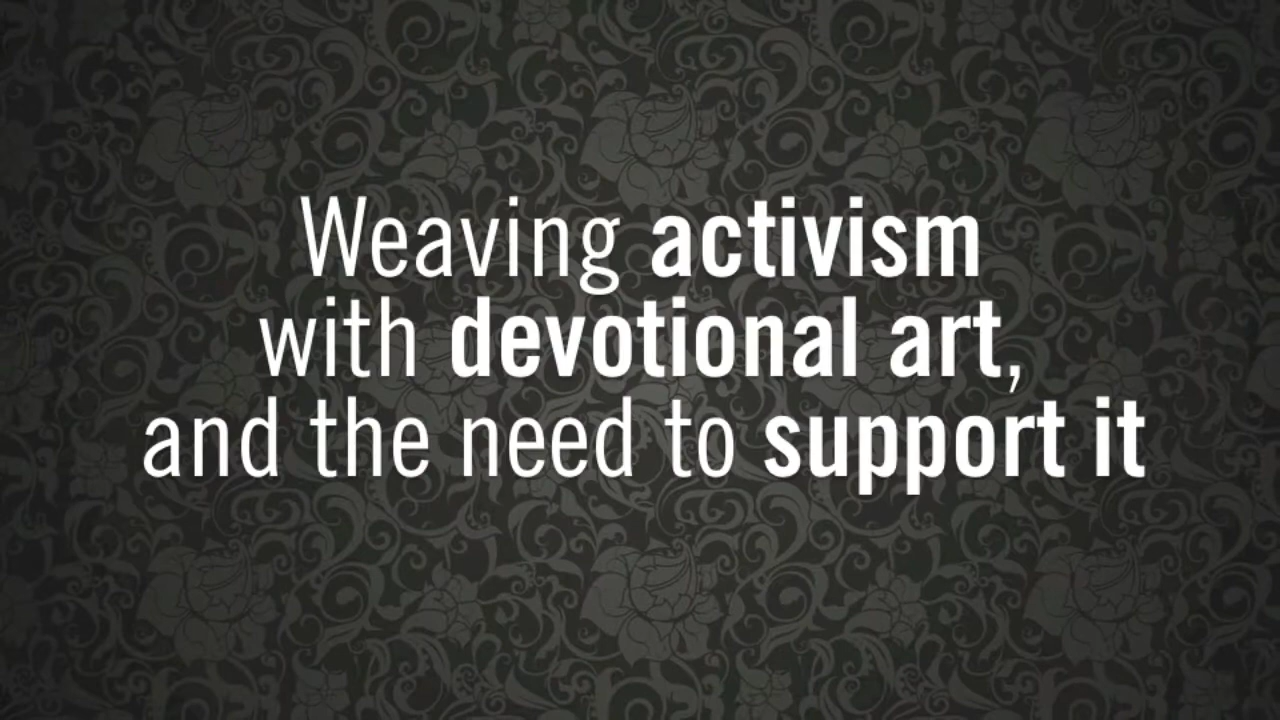 Weaving activism
with devotional art,
and the need to support it